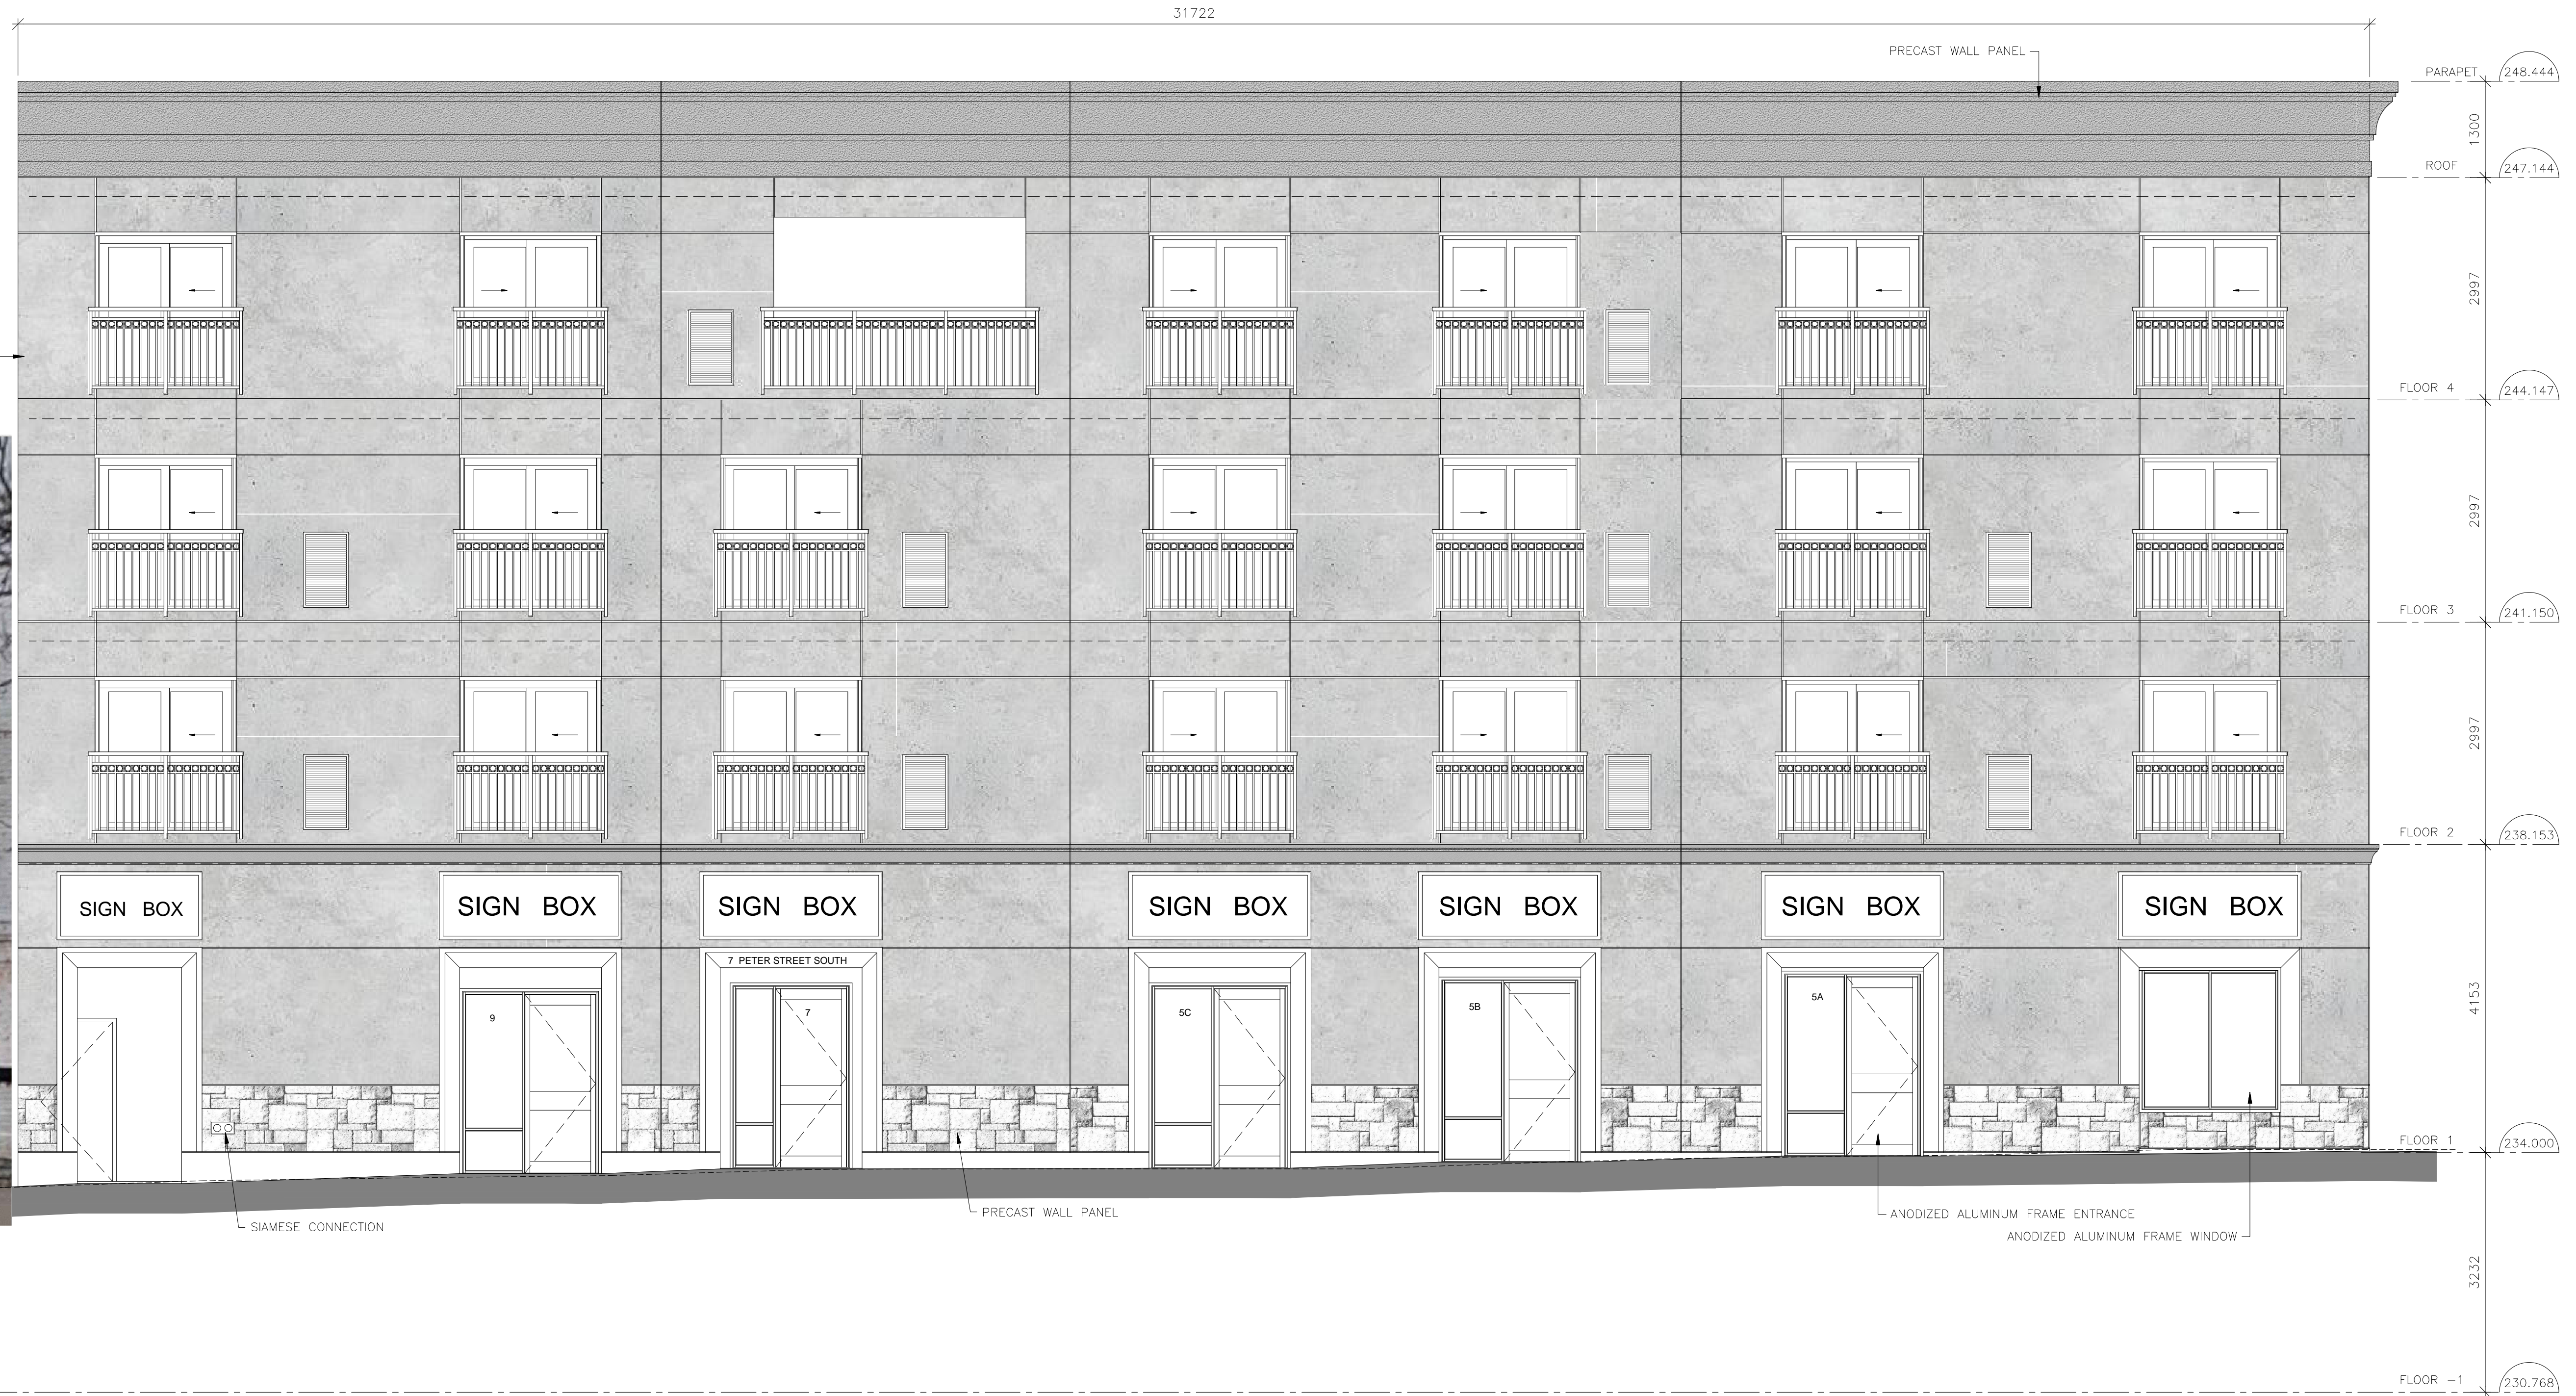 31722
PRECAST WALL PANEL
PARAPET 248.444
1300
ROOF 247.144
2997
FLOOR 4 244.147
2997
FLOOR 3 241.150
2997
FLOOR 2 238.153
SIGN BOX SIGN BOX SIGN BOX SIGN BOX SIGN BOX SIGN BOX SIGN BOX
7 PETER STREET SOUTH
4153
9 7 5C 5B 5A
FLOOR 1 234.000
SIAMESE CONNECTION
PRECAST WALL PANEL
ANODIZED ALUMINUM FRAME ENTRANCE
ANODIZED ALUMINUM FRAME WINDOW
3232
FLOOR -1 230.768